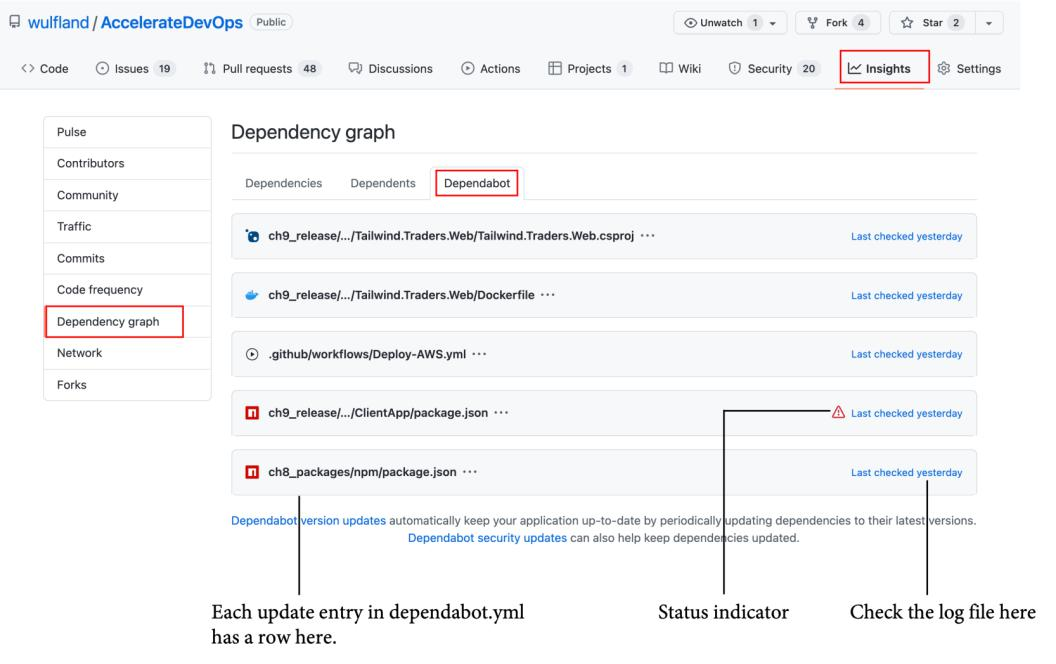 wulfland / AccelerateDevOps Public Unwatch 1 Fork 4 Star 2
Code Issues 19 Pull requests 48 Discussions Actions Projects 1 Wiki Security 20 Insights Settings
Pulse
Contributors
Community
Traffic
Commits
Code frequency
Dependency graph
Network
Forks
Dependency graph
Dependencies Dependents Dependabot
ch9_release/.../Tailwind.Traders.Web/Tailwind.Traders.Web.csproj ··· Last checked yesterday
ch9_release/.../Tailwind.Traders.Web/Dockerfile ··· Last checked yesterday
.github/workflows/Deploy-AWS.yml ··· Last checked yesterday
ch9_release/.../ClientApp/package.json ··· Last checked yesterday
ch8_packages/npm/package.json ··· Last checked yesterday
Dependabot version updates automatically keep your application up-to-date by periodically updating dependencies to their latest versions.
Dependabot security updates can also help keep dependencies updated.
Each update entry in dependabot.yml
has a row here.
Status indicator
Check the log file here